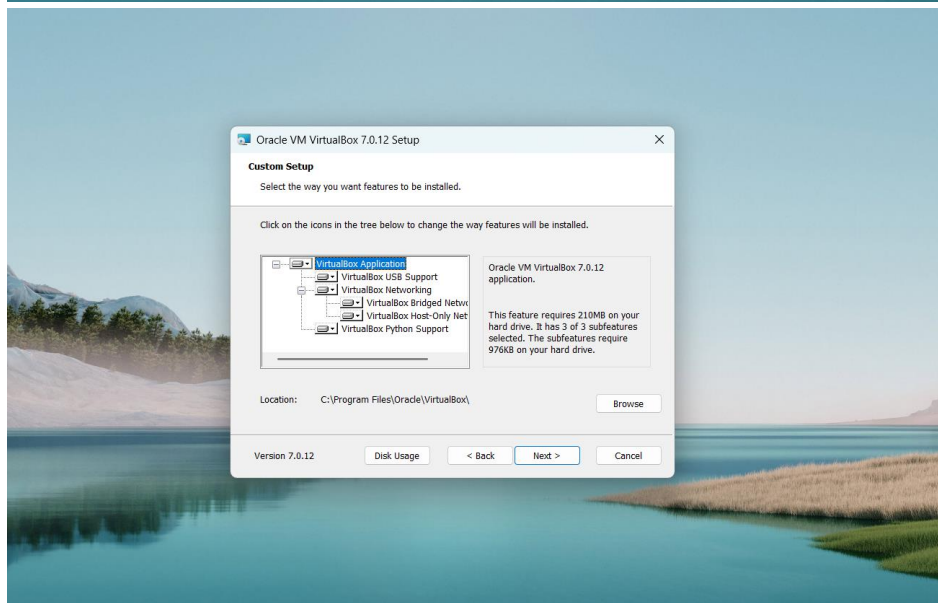 Oracle VM VirtualBox 7.0.12 Setup
Custom Setup
Select the way you want features to be installed.
Click on the icons in the tree below to change the way features will be installed.
VirtualBox Application
VirtualBox USB Support
VirtualBox Networking
VirtualBox Bridged Netwo
VirtualBox Host-Only Net
VirtualBox Python Support
Oracle VM VirtualBox 7.0.12
application.
This feature requires 210MB on your
hard drive. It has 3 of 3 subfeatures
selected. The subfeatures require
976KB on your hard drive.
Location: C:\Program Files\Oracle\VirtualBox\
Browse
Version 7.0.12
Disk Usage
< Back
Next >
Cancel